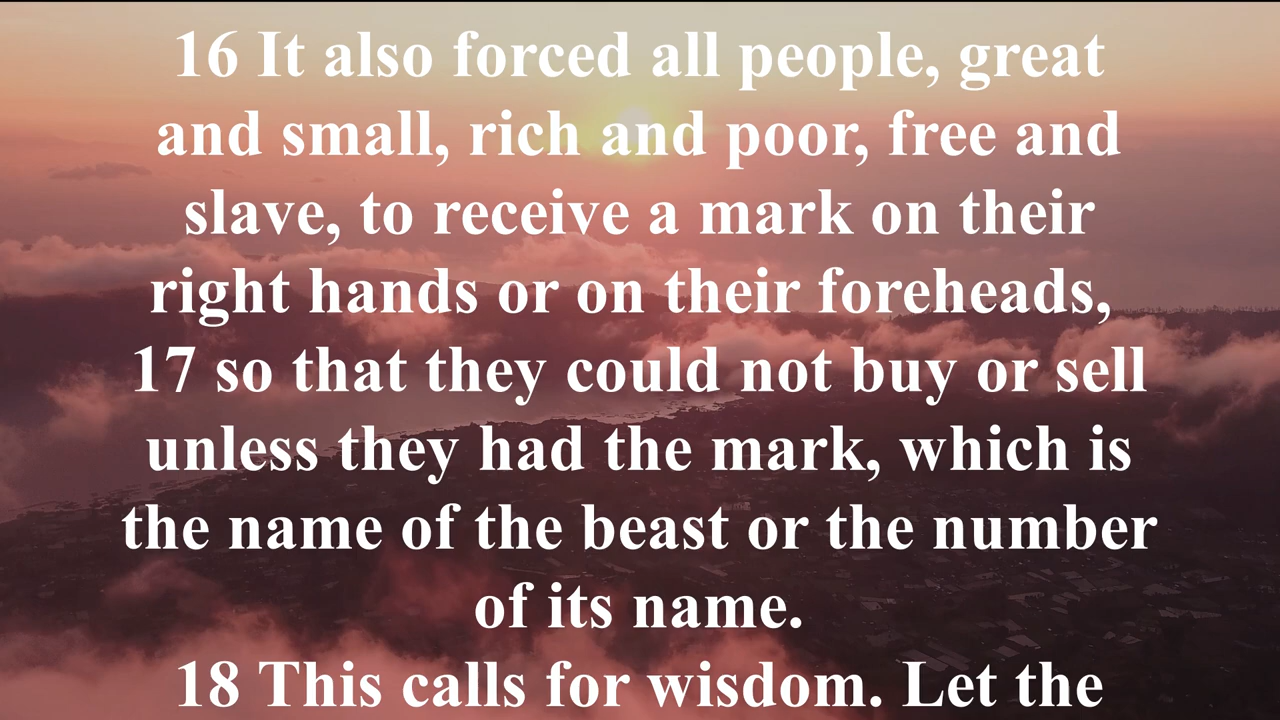 16 It also forced all people, great
and small, rich and poor, free and
slave, to receive a mark on their
right hands or on their foreheads,
17 so that they could not buy or sell
unless they had the mark, which is
the name of the beast or the number
of its name.
18 This calls for wisdom. Let the